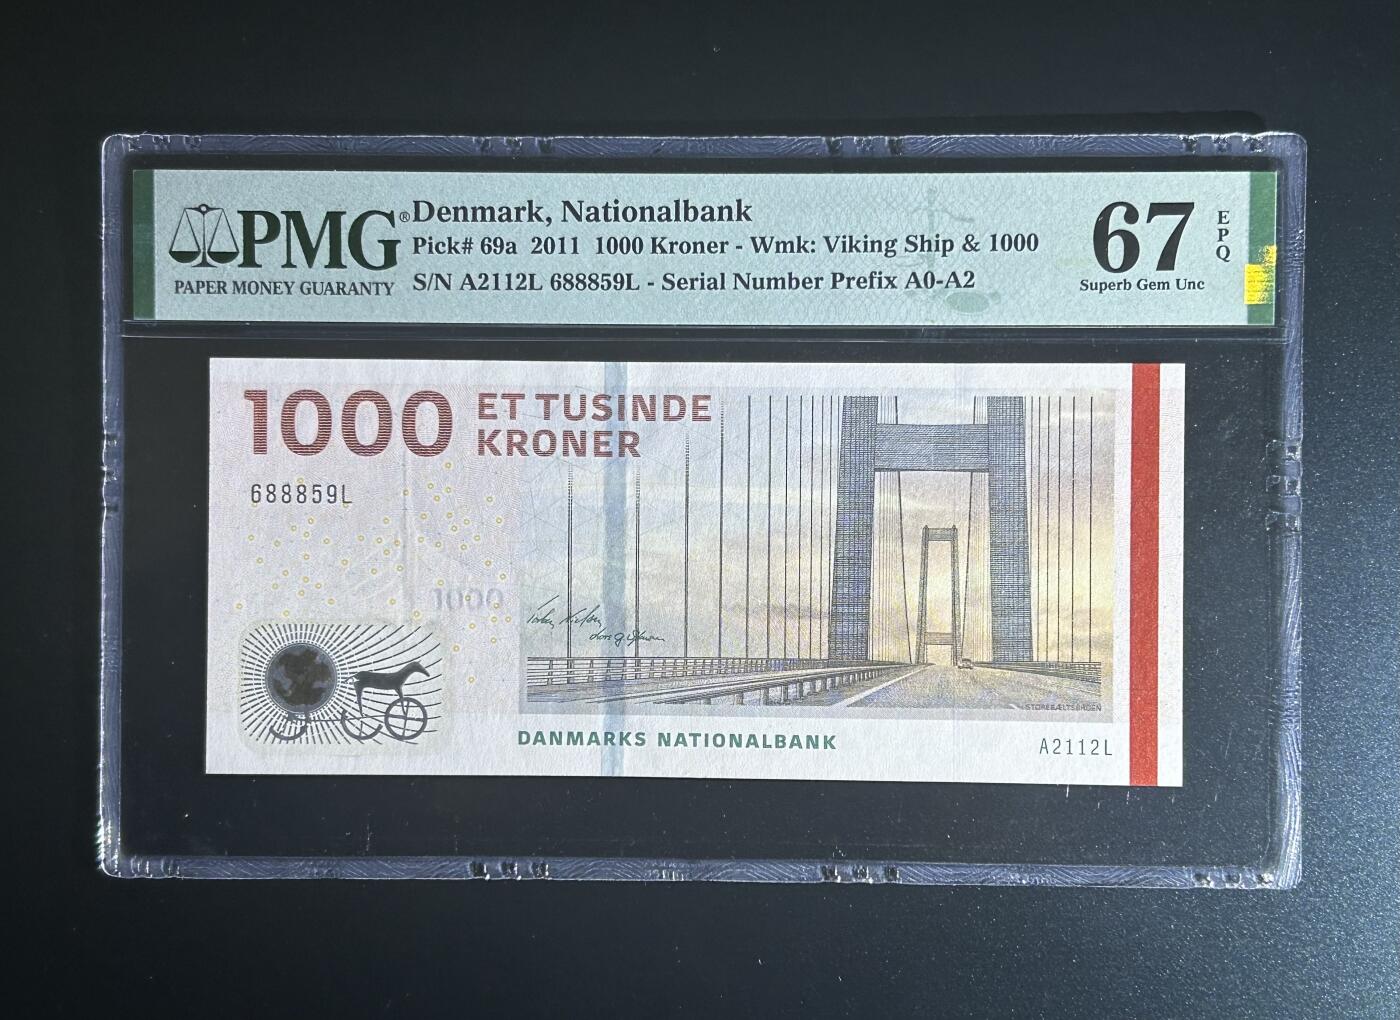 PMG®
PAPER MONEY GUARANTY
Denmark, Nationalbank
Pick# 69a 2011 1000 Kroner - Wmk: Viking Ship & 1000
S/N A2112L 688859L - Serial Number Prefix A0-A2
67
EPQ
Superb Gem Unc
1000
ET TUSINDE
KRONER
688859L
1000
STOREBÆLTSBROEN
DANMARKS NATIONALBANK
A2112L